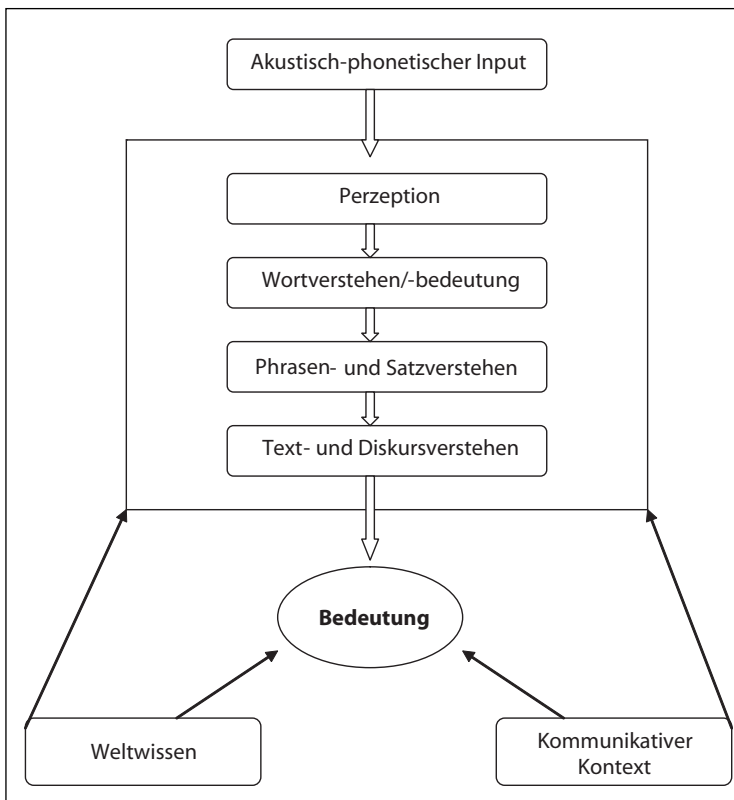 Akustisch-phonetischer Input
Perzeption
Wortverstehen/-bedeutung
Phrasen- und Satzverstehen
Text- und Diskursverstehen
Bedeutung
Weltwissen
Kommunikativer
Kontext